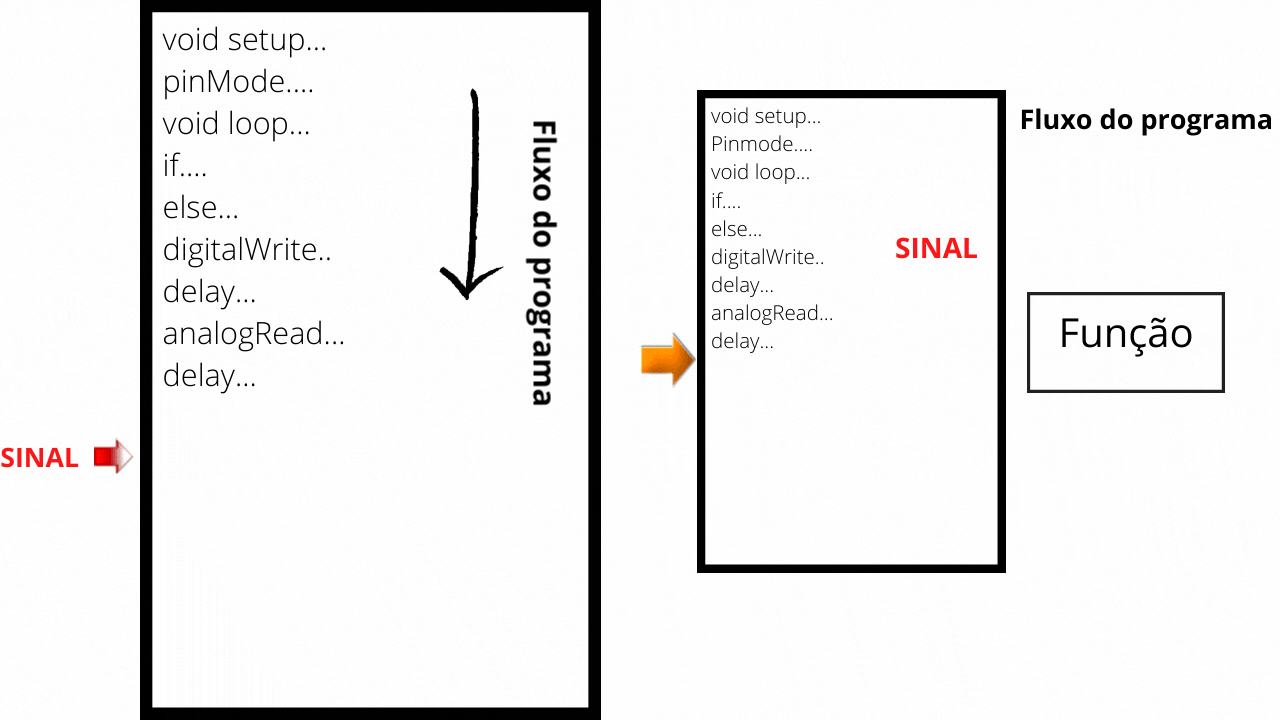 void setup...
pinMode....
void loop...
if....
else...
digitalWrite..
delay...
analogRead...
delay...
Fluxo do programa
SINAL
void setup...
Pinmode....
void loop...
if....
else...
digitalWrite..
delay...
analogRead...
delay...
SINAL
Fluxo do programa
Função